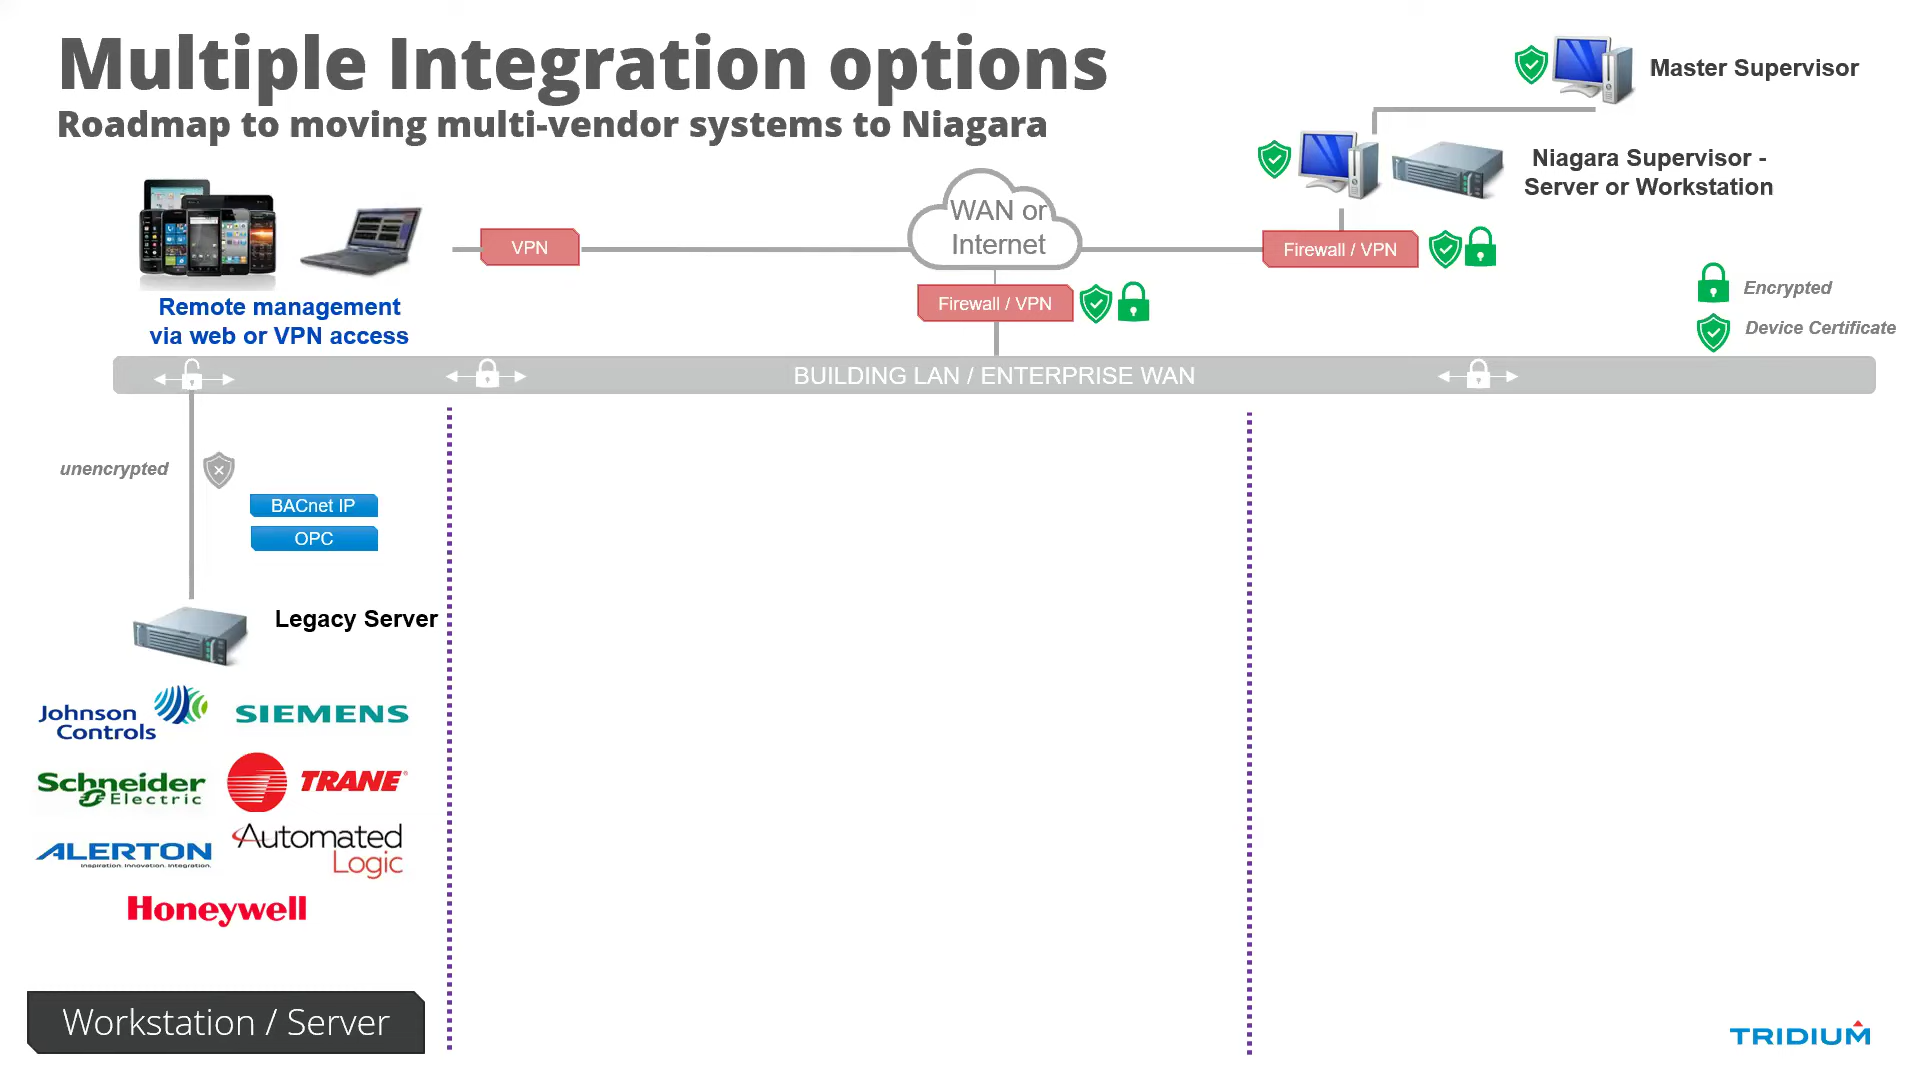 Multiple Integration options
Roadmap to moving multi-vendor systems to Niagara
Master Supervisor
Niagara Supervisor -
Server or Workstation
WAN or
Internet
VPN
Firewall / VPN
Firewall / VPN
Remote management
via web or VPN access
Encrypted
Device Certificate
BUILDING LAN / ENTERPRISE WAN
unencrypted
BACnet IP
OPC
Legacy Server
Johnson
Controls
SIEMENS
Schneider
Electric
TRANE
ALERTON
Inspiration. Innovation. Integration.
Automated
Logic
Honeywell
Workstation / Server
TRIDIUM